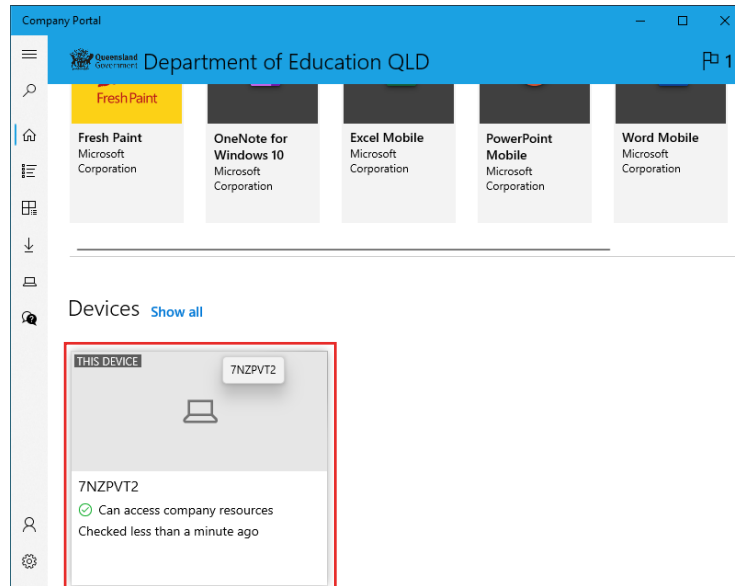 Company Portal
Queensland
Government
Department of Education QLD
1
Fresh Paint
Fresh Paint
Microsoft
Corporation
OneNote for
Windows 10
Microsoft
Corporation
Excel Mobile
Microsoft
Corporation
PowerPoint
Mobile
Microsoft
Corporation
Word Mobile
Microsoft
Corporation
Devices Show all
THIS DEVICE
7NZPVT2
7NZPVT2
Can access company resources
Checked less than a minute ago